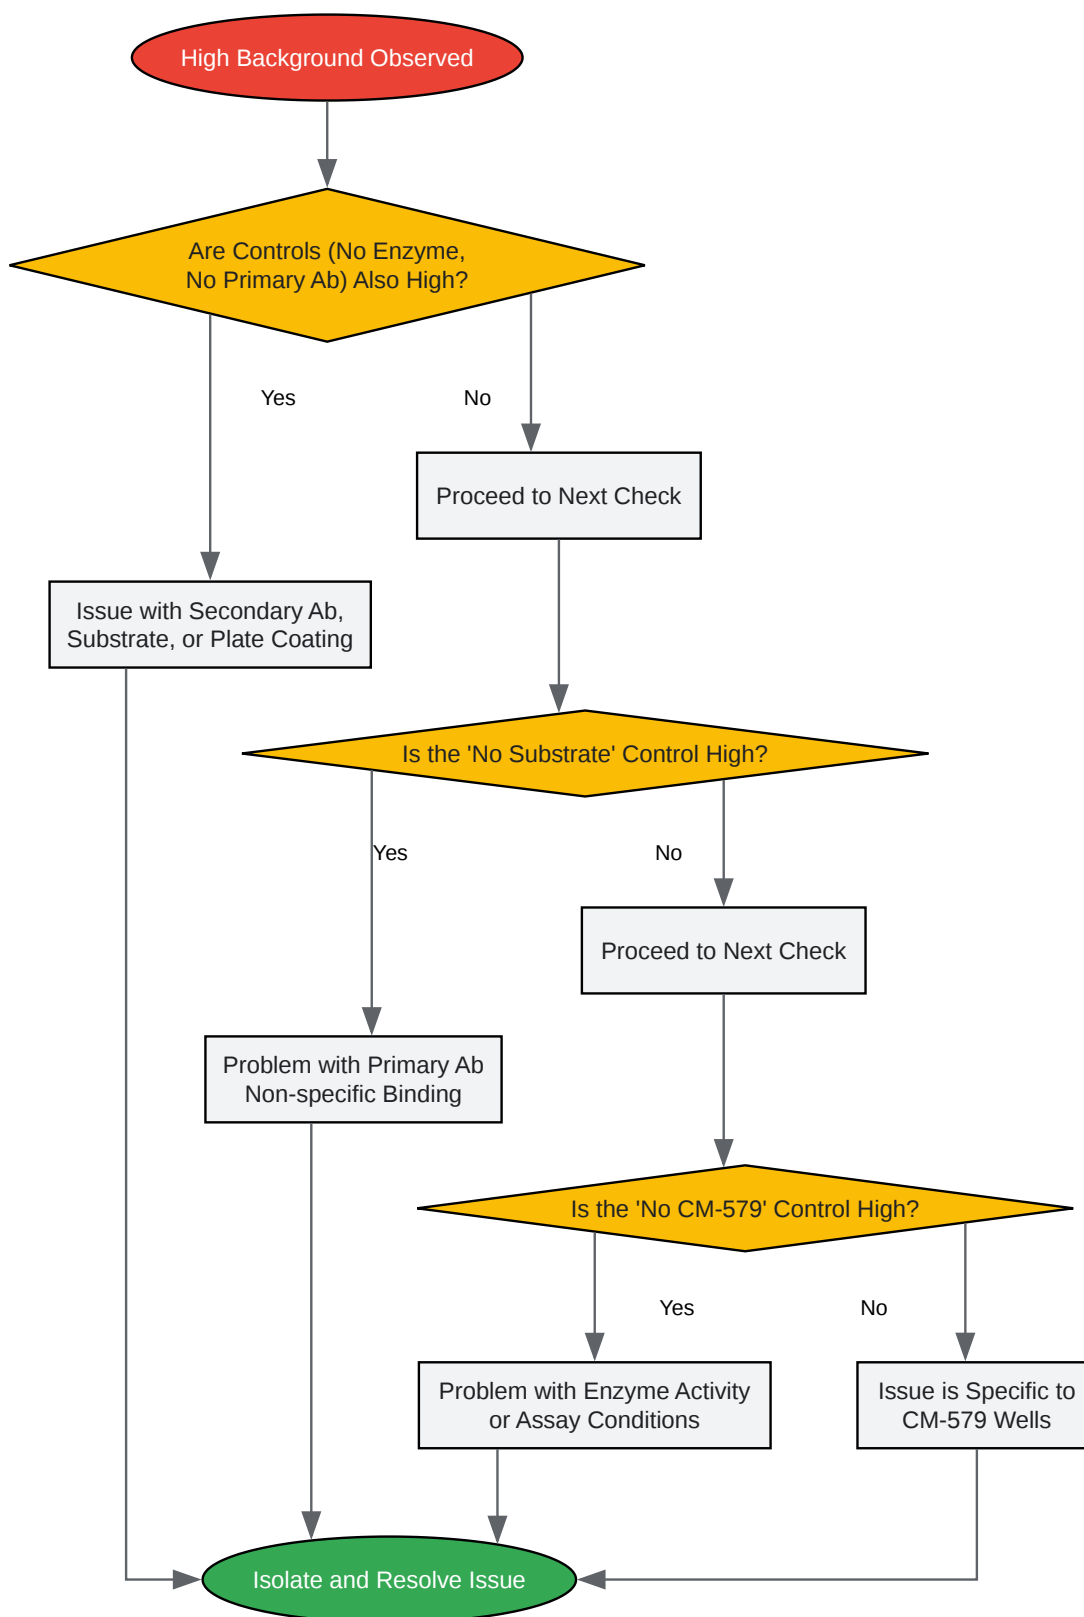 High Background Observed
Are Controls (No Enzyme,
No Primary Ab) Also High?
Yes
No
Proceed to Next Check
Issue with Secondary Ab,
Substrate, or Plate Coating
Is the 'No Substrate' Control High?
Yes
No
Proceed to Next Check
Problem with Primary Ab
Non-specific Binding
Is the 'No CM-579' Control High?
Yes
No
Problem with Enzyme Activity
or Assay Conditions
Issue is Specific to
CM-579 Wells
Isolate and Resolve Issue